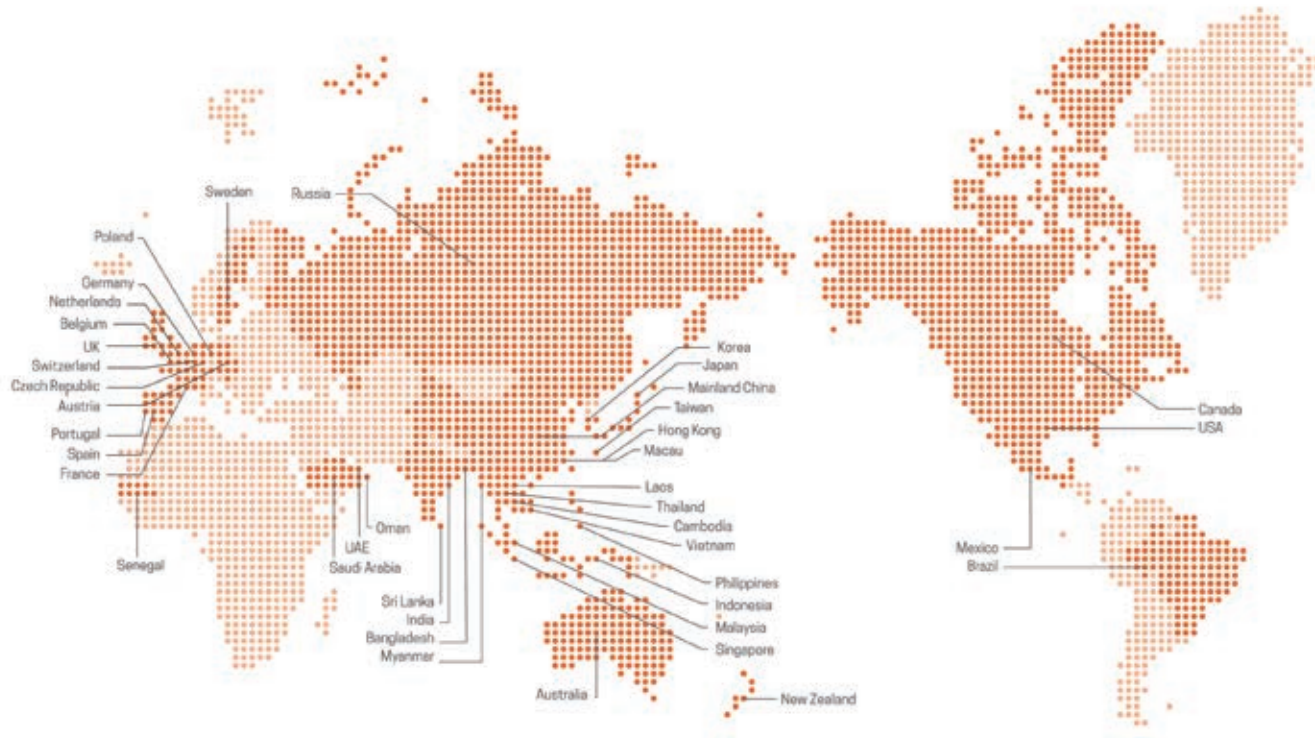 Sweden
Russia
Poland
Germany
Netherlands
Belgium
UK
Switzerland
Czech Republic
Austria
Portugal
Spain
France
Senegal
Oman
UAE
Saudi Arabia
Sri Lanka
India
Bangladesh
Myanmar
Korea
Japan
Mainland China
Taiwan
Hong Kong
Macau
Laos
Thailand
Cambodia
Vietnam
Philippines
Indonesia
Malaysia
Singapore
Australia
New Zealand
Canada
USA
Mexico
Brazil